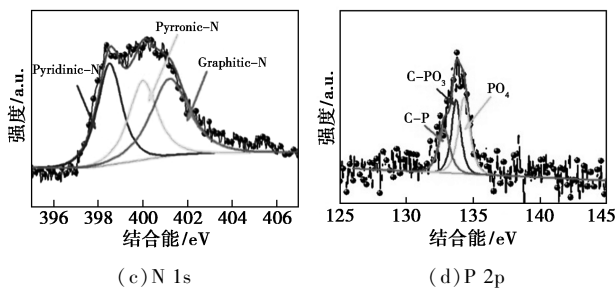 Pyrronic-N
Pyridinic-N
Graphitic-N
强度/a.u.
396 398 400 402 404 406
结合能/eV
(c) N 1s
C-PO3
PO4
C-P
强度/a.u.
125 130 135 140 145
结合能/eV
(d) P 2p